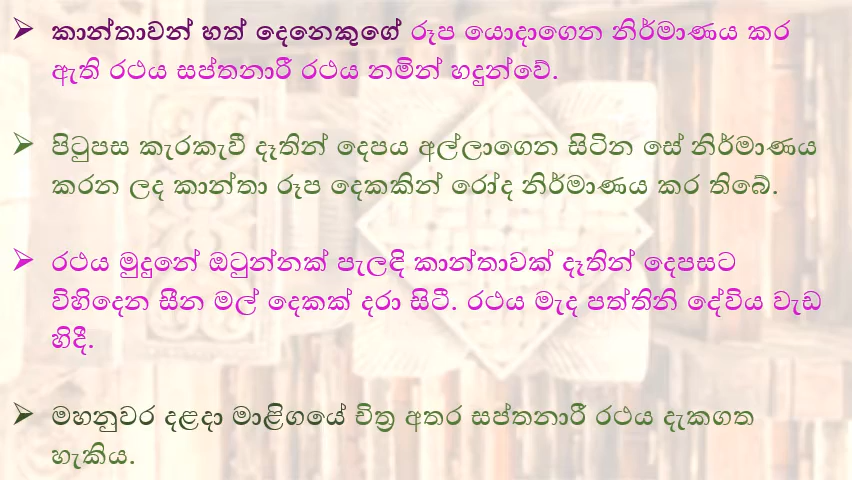 කාන්තාවන් හත් දෙනෙකුගේ රූප යොදාගෙන නිර්මාණය කර
ඇති රථය සප්තනාරී රථය නමින් හදුන්වේ.
පිටුපස කැරකැවී දෑතින් දෙපය අල්ලාගෙන සිටින සේ නිර්මාණය
කරන ලද කාන්තා රූප දෙකකින් රෝද නිර්මාණය කර තිබේ.
රථය මුදුනේ ඔටුන්නක් පැලඳි කාන්තාවක් දෑතින් දෙපසට
විහිදෙන සීන මල් දෙකක් දරා සිටී. රථය මැද පත්තිනි දේවිය වැඩ
හිදී.
මහනුවර දළදා මාළිගයේ චිත්‍ර අතර සප්තනාරී රථය දැකගත
හැකිය.